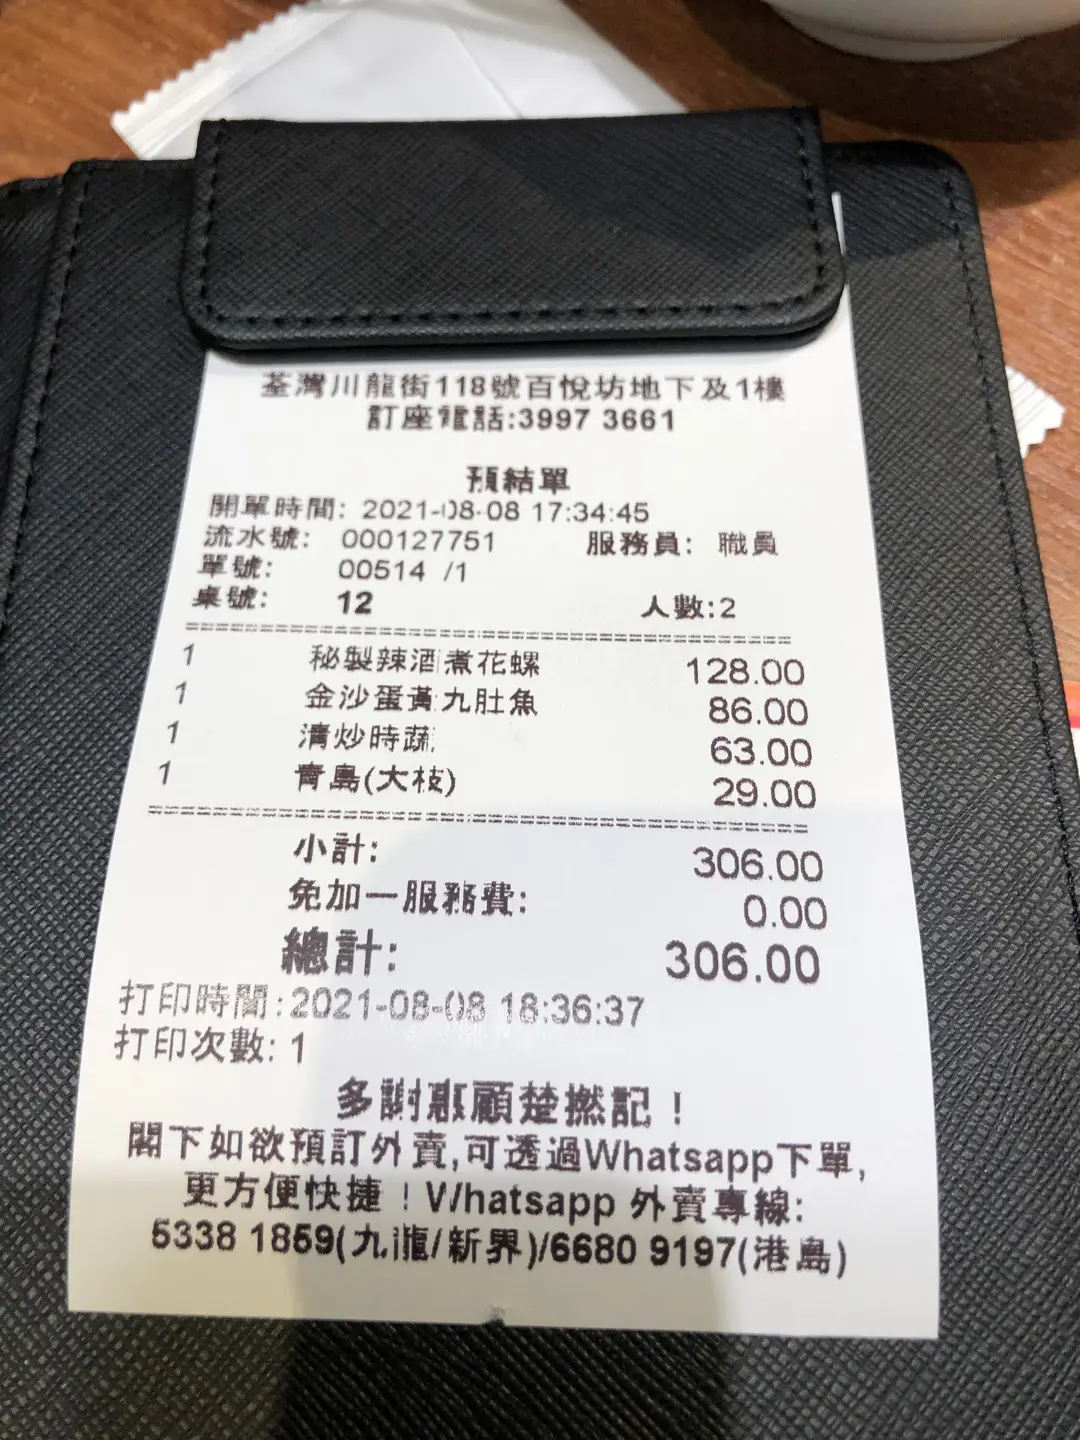 荃灣川龍街118號百悅坊地下及1樓
訂座電話:3997 3661
預結單
開單時間: 2021-08-08 17:34:45
流水號: 000127751 服務員: 職員
單號: 00514 /1
桌號: 12 人數:2
1 秘製辣酒煮花螺 128.00
1 金沙蛋黃九肚魚 86.00
1 清炒時蔬 63.00
1 青島(大枝) 29.00
小計: 306.00
免加一服務費: 0.00
總計: 306.00
打印時間:2021-08-08 18:36:37
打印次數: 1
多謝惠顧楚撚記！
閣下如欲預訂外賣,可透過Whatsapp下單,
更方便快捷！Whatsapp 外賣專線:
5338 1859(九龍/新界)/6680 9197(港島)